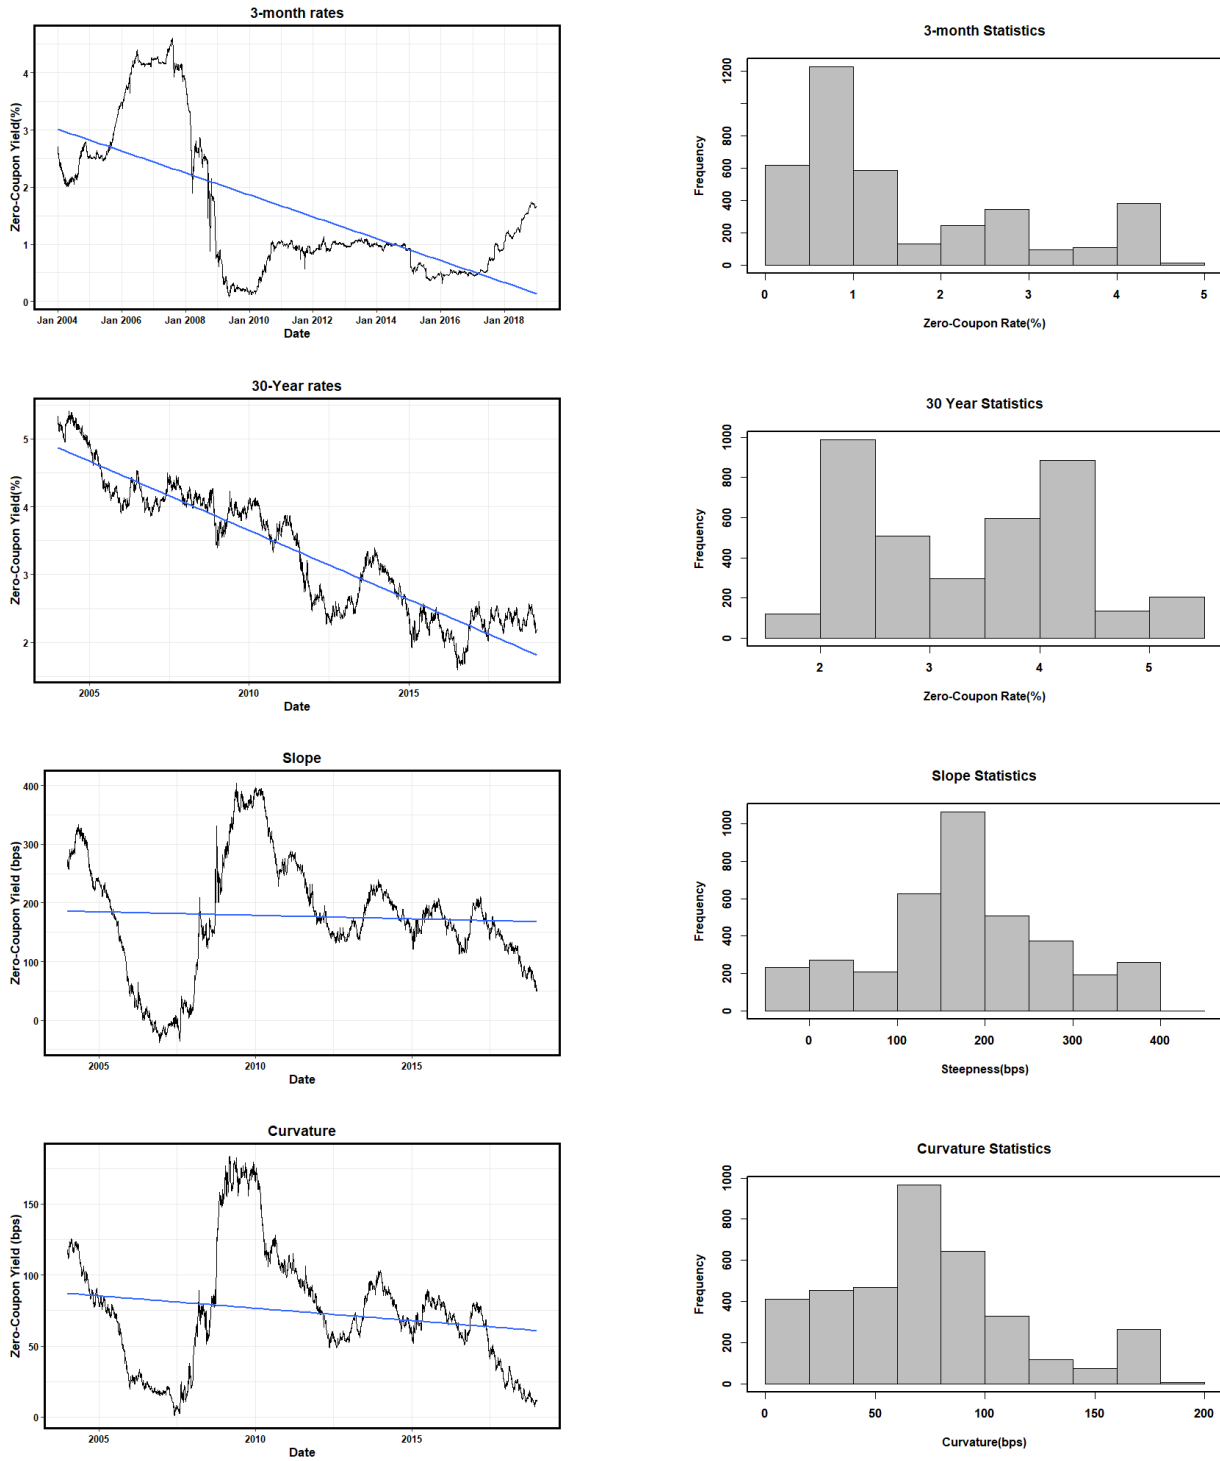 3-month rates
Zero-Coupon Yield(%)
4
3
2
1
0
Jan 2004 Jan 2006 Jan 2008 Jan 2010 Jan 2012 Jan 2014 Jan 2016 Jan 2018
Date
3-month Statistics
Frequency
0 200 400 600 800 1200
0 1 2 3 4 5
Zero-Coupon Rate(%)
30-Year rates
Zero-Coupon Yield(%)
5
4
3
2
2005 2010 2015
Date
30 Year Statistics
Frequency
0 200 400 600 800 1000
2 3 4 5
Zero-Coupon Rate(%)
Slope
Zero-Coupon Yield (bps)
400
300
200
100
0
2005 2010 2015
Date
Slope Statistics
Frequency
0 200 400 600 800 1000
0 100 200 300 400
Steepness(bps)
Curvature
Zero-Coupon Yield (bps)
150
100
50
0
2005 2010 2015
Date
Curvature Statistics
Frequency
0 200 400 600 800 1000
0 50 100 150 200
Curvature(bps)